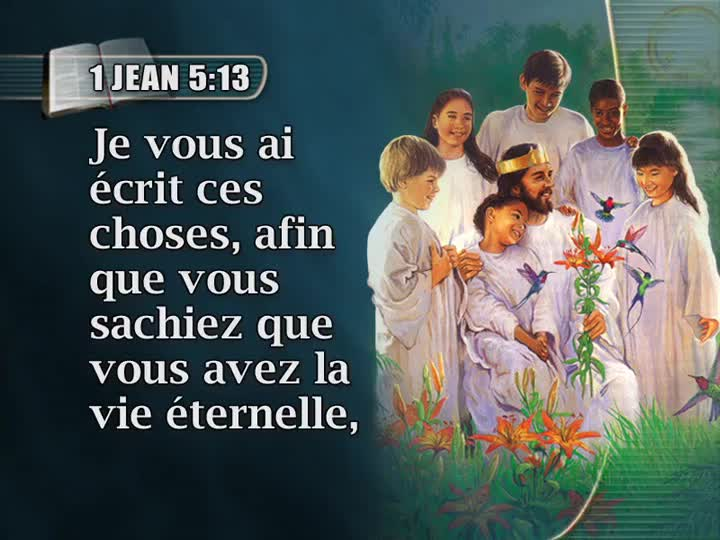 1 JEAN 5:13
Je vous ai
écrit ces
choses, afin
que vous
sachiez que
vous avez la
vie éternelle,